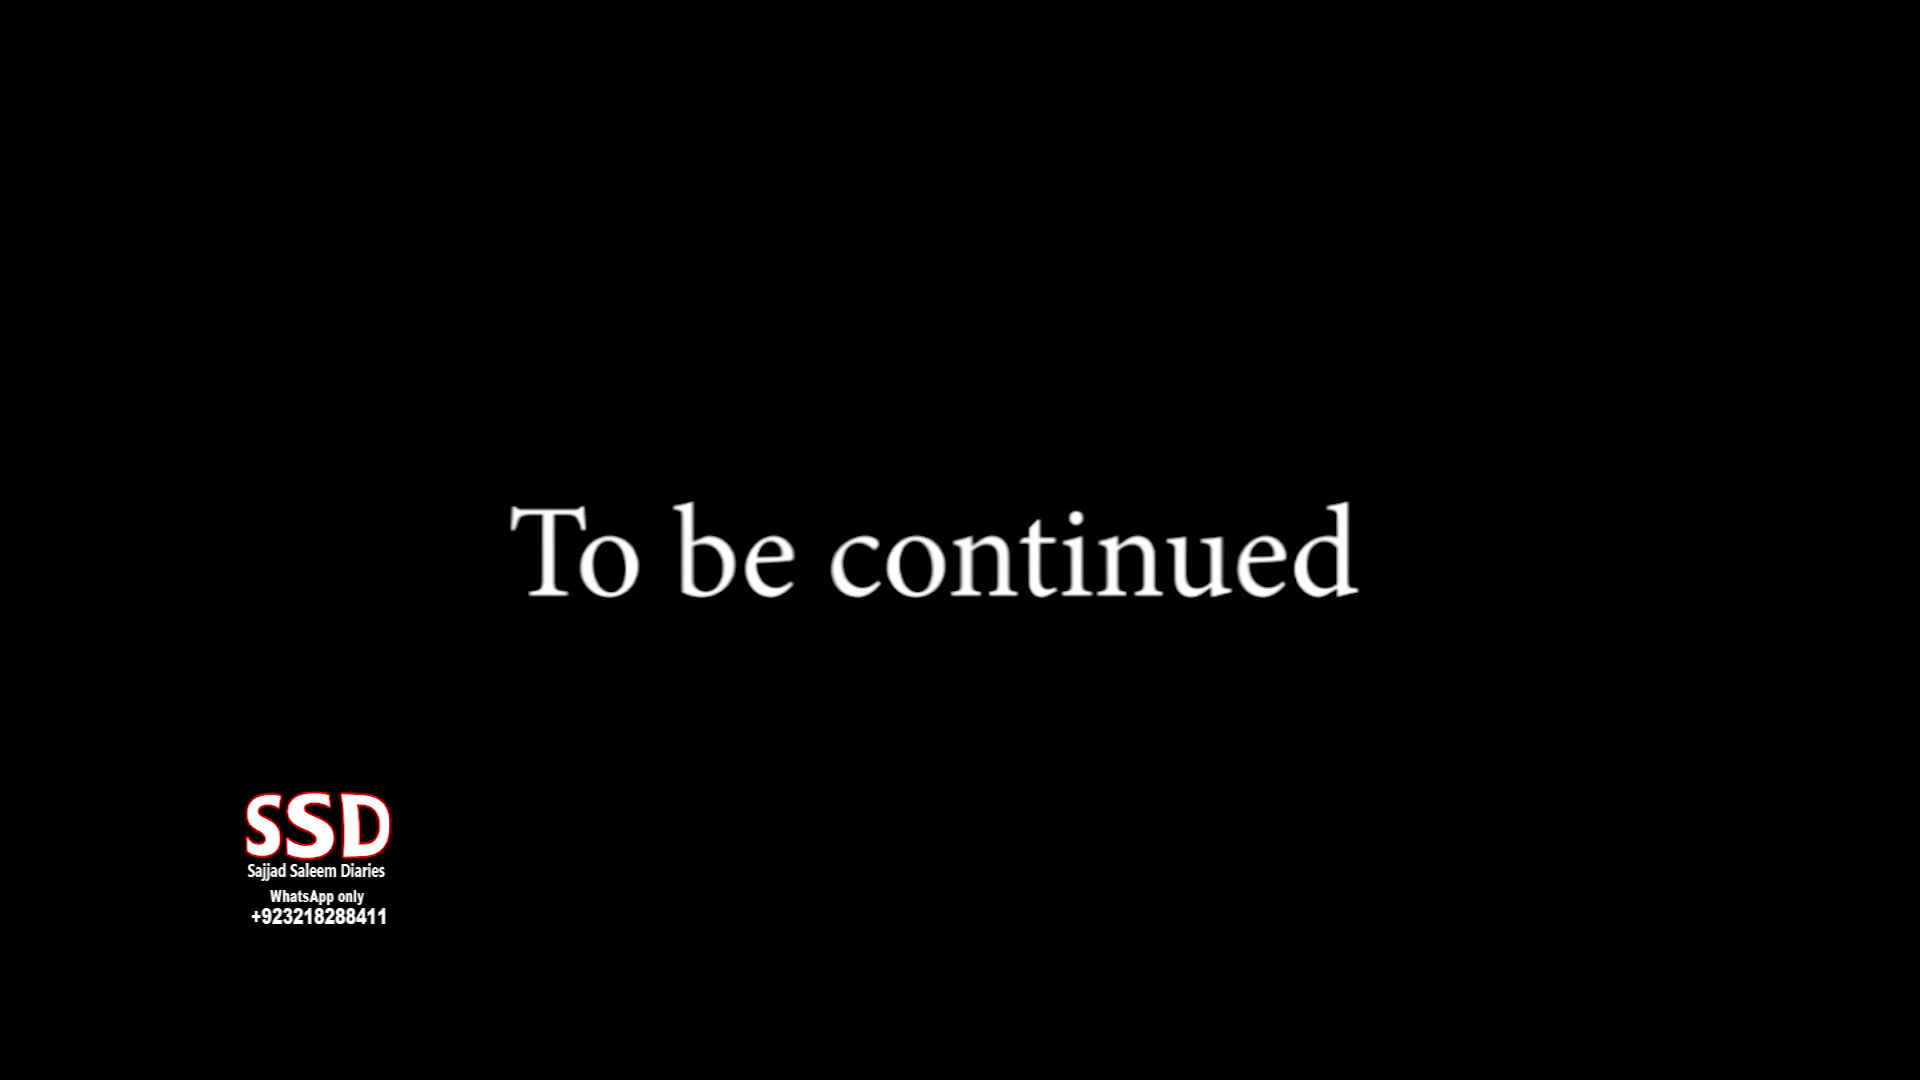 To be continued
SSD
Sajjad Saleem Diaries
WhatsApp only
+923218288411